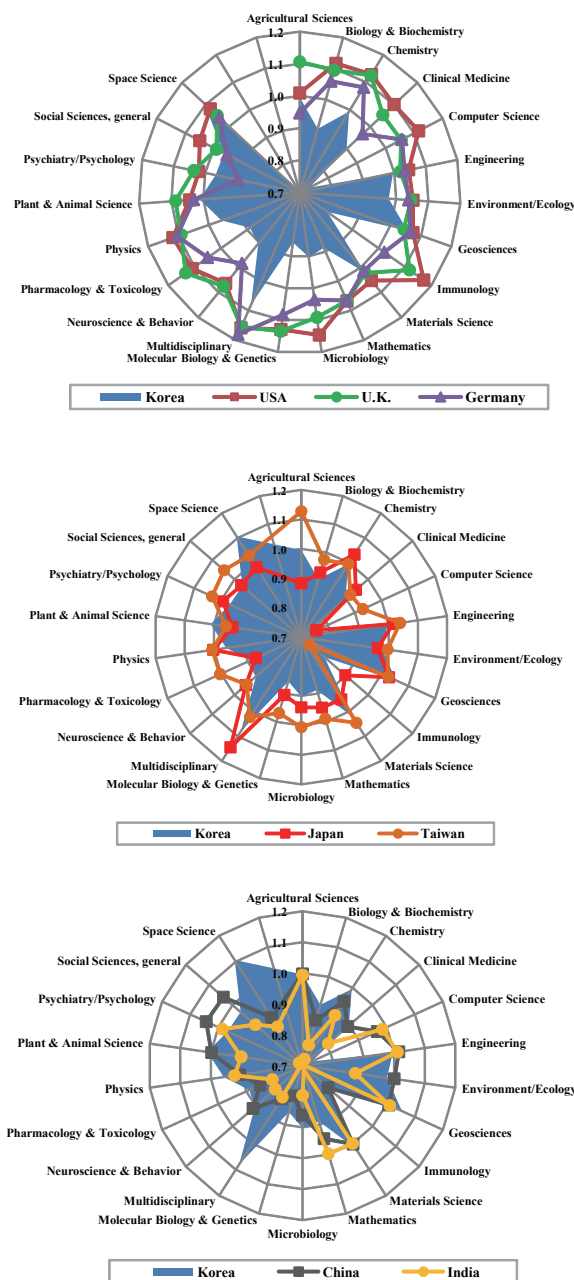 Agricultural Sciences
1.2
Biology & Biochemistry
Chemistry
1.1
Clinical Medicine
Space Science
1.0
Computer Science
Social Sciences, general
0.9
Engineering
Psychiatry/Psychology
0.8
Plant & Animal Science
0.7
Environment/Ecology
Physics
Geosciences
Pharmacology & Toxicology
Immunology
Neuroscience & Behavior
Materials Science
Multidisciplinary
Mathematics
Molecular Biology & Genetics
Microbiology
Korea USA U.K. Germany
Agricultural Sciences
1.2
Biology & Biochemistry
Space Science
Chemistry
1.1
Social Sciences, general
Clinical Medicine
1.0
Psychiatry/Psychology
0.9
Computer Science
0.8
Plant & Animal Science
Engineering
0.7
Physics
Environment/Ecology
Pharmacology & Toxicology
Geosciences
Neuroscience & Behavior
Immunology
Multidisciplinary
Materials Science
Molecular Biology & Genetics
Mathematics
Microbiology
Korea Japan Taiwan
Agricultural Sciences
1.2
Biology & Biochemistry
Space Science
Chemistry
1.1
Social Sciences, general
Clinical Medicine
1.0
Psychiatry/Psychology
0.9
Computer Science
0.8
Plant & Animal Science
Engineering
0.7
Physics
Environment/Ecology
Pharmacology & Toxicology
Geosciences
Neuroscience & Behavior
Immunology
Multidisciplinary
Materials Science
Molecular Biology & Genetics
Mathematics
Microbiology
Korea China India